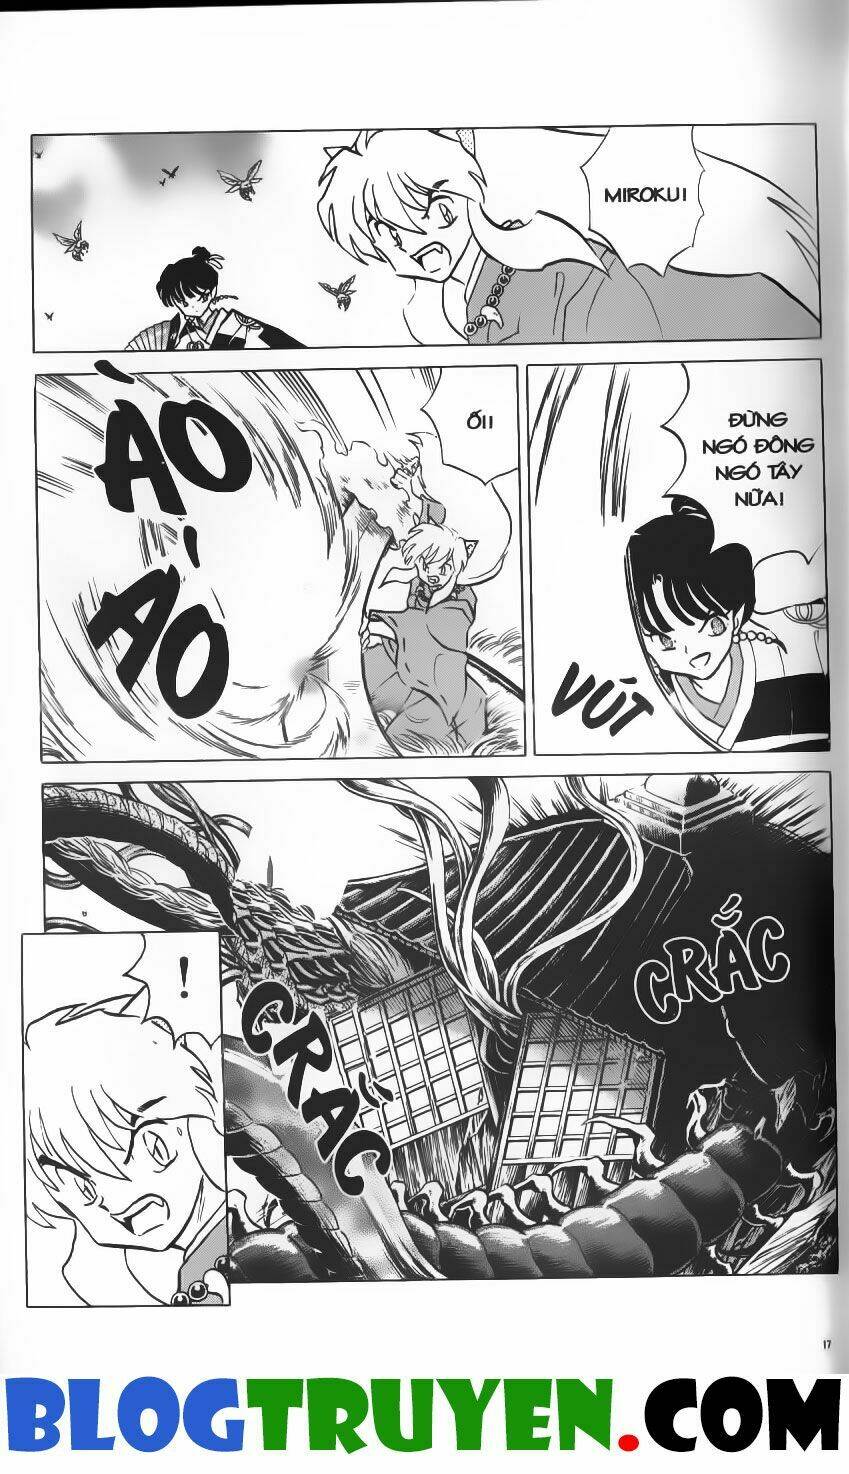 MIROKU!
ĐỪNG
NGÓ ĐÔNG
NGÓ TÂY
NỮA!
VÚT
ỐI!
ÀO
ÀO
CRẮC
CRẮC
!
17
BLOGTRUYEN.COM